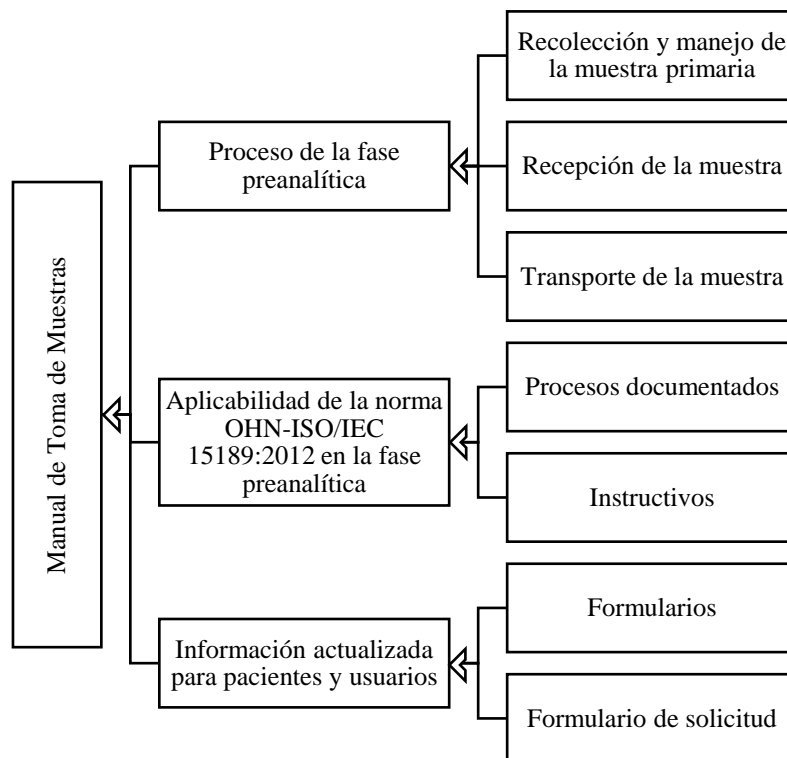 Manual de Toma de Muestras
Proceso de la fase
preanalítica
Recolección y manejo de
la muestra primaria
Recepción de la muestra
Transporte de la muestra
Aplicabilidad de la norma
OHN-ISO/IEC
15189:2012 en la fase
preanalítica
Procesos documentados
Instructivos
Información actualizada
para pacientes y usuarios
Formularios
Formulario de solicitud